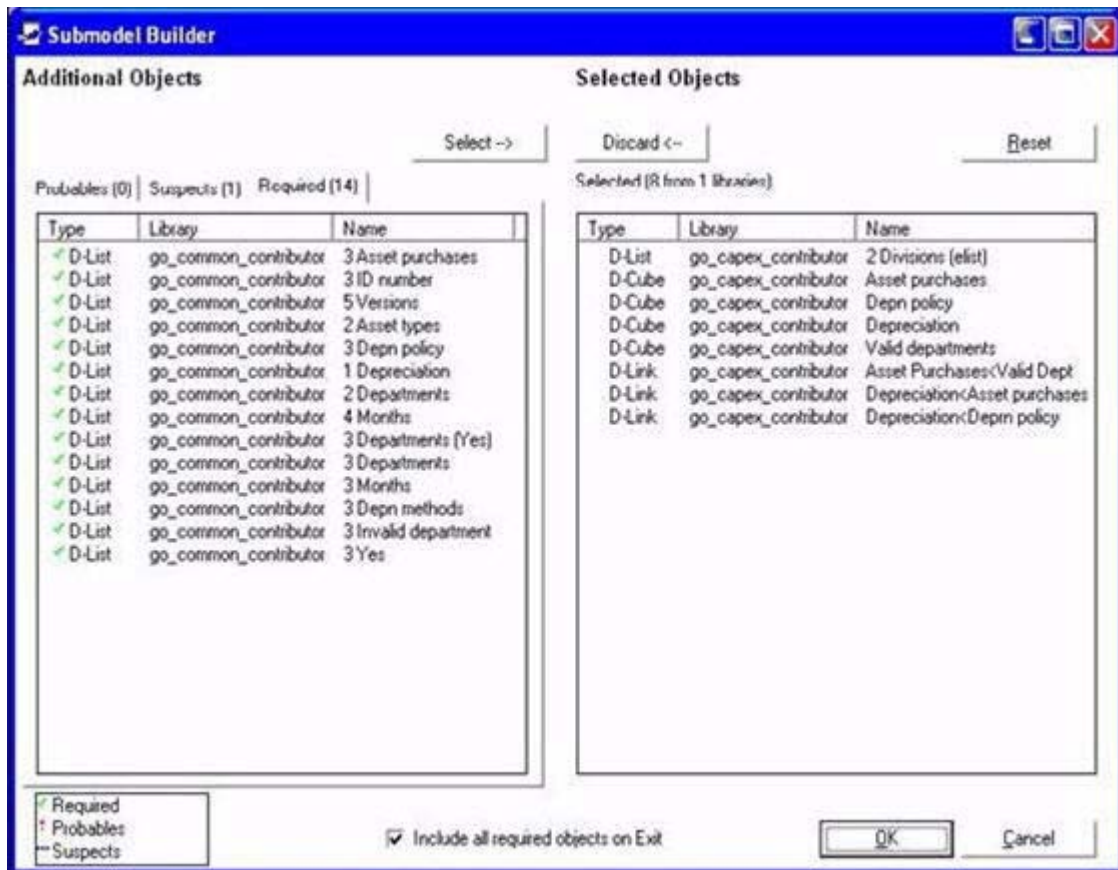 Submodel Builder
Additional Objects
Selected Objects
Select -->
Discard <--
Reset
Probables (0) Suspects (1) Required (14)
Selected (8 from 1 libraries)
Type Library Name
D-List go_common_contributor 3 Asset purchases
D-List go_common_contributor 3 ID number
D-List go_common_contributor 5 Versions
D-List go_common_contributor 2 Asset types
D-List go_common_contributor 3 Depn policy
D-List go_common_contributor 1 Depreciation
D-List go_common_contributor 2 Departments
D-List go_common_contributor 4 Months
D-List go_common_contributor 3 Departments (Yes)
D-List go_common_contributor 3 Departments
D-List go_common_contributor 3 Months
D-List go_common_contributor 3 Depn methods
D-List go_common_contributor 3 Invalid department
D-List go_common_contributor 3 Yes
Type Library Name
D-List go_capex_contributor 2 Divisions (elist)
D-Cube go_capex_contributor Asset purchases
D-Cube go_capex_contributor Depn policy
D-Cube go_capex_contributor Depreciation
D-Cube go_capex_contributor Valid departments
D-Link go_capex_contributor Asset Purchases<Valid Dept
D-Link go_capex_contributor Depreciation<Asset purchases
D-Link go_capex_contributor Depreciation<Deprn policy
Required
Probables
Suspects
Include all required objects on Exit
OK
Cancel